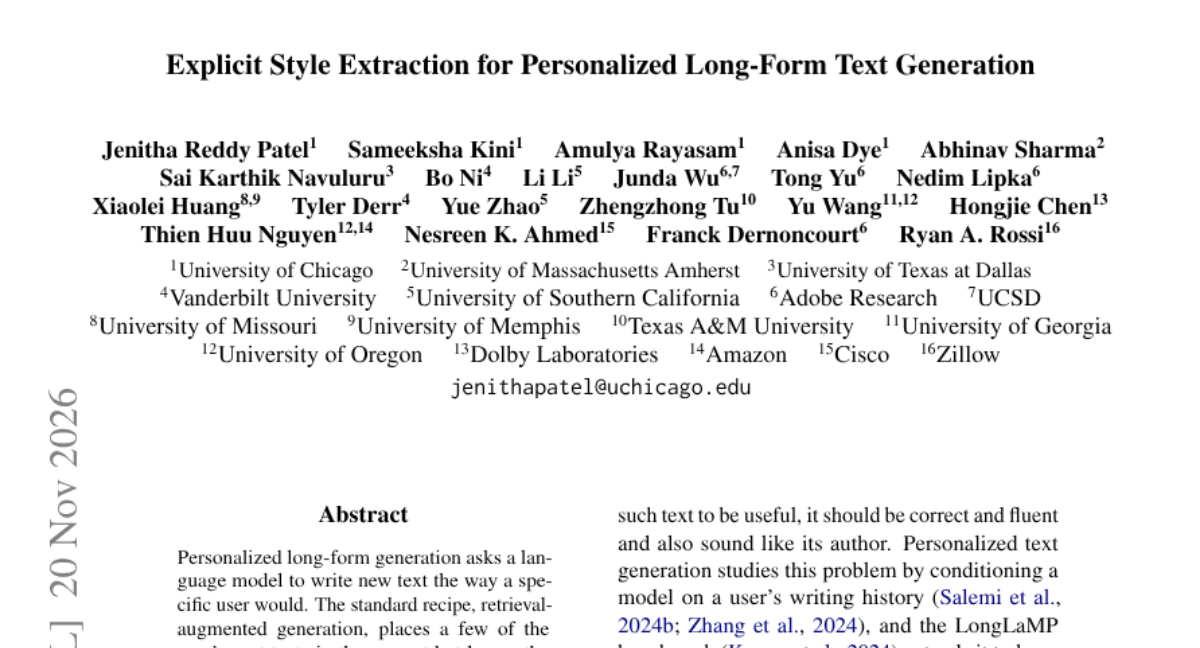 Explicit Style Extraction for Personalized Long-Form Text Generation
Jenitha Reddy Patel¹ Sameeksha Kini¹ Amulya Rayasam¹ Anisa Dye¹ Abhinav Sharma²
Sai Karthik Navuluru³ Bo Ni⁴ Li Li⁵ Junda Wu⁶,⁷ Tong Yu⁶ Nedim Lipka⁶
Xiaolei Huang⁸,⁹ Tyler Derr⁴ Yue Zhao⁵ Zhengzhong Tu¹⁰ Yu Wang¹¹,¹² Hongjie Chen¹³
Thien Huu Nguyen¹²,¹⁴ Nesreen K. Ahmed¹⁵ Franck Dernoncourt⁶ Ryan A. Rossi¹⁶
¹University of Chicago ²University of Massachusetts Amherst ³University of Texas at Dallas
⁴Vanderbilt University ⁵University of Southern California ⁶Adobe Research ⁷UCSD
⁸University of Missouri ⁹University of Memphis ¹⁰Texas A&M University ¹¹University of Georgia
¹²University of Oregon ¹³Dolby Laboratories ¹⁴Amazon ¹⁵Cisco ¹⁶Zillow
jenithapatel@uchicago.edu
20 Nov 2026
Abstract
Personalized long-form generation asks a lan-
guage model to write new text the way a spe-
cific user would. The standard recipe, retrieval-
augmented generation, places a few of the
such text to be useful, it should be correct and fluent
and also sound like its author. Personalized text
generation studies this problem by conditioning a
model on a user's writing history (Salemi et al.,
2024b; Zhang et al., 2024), and the LongLaMP